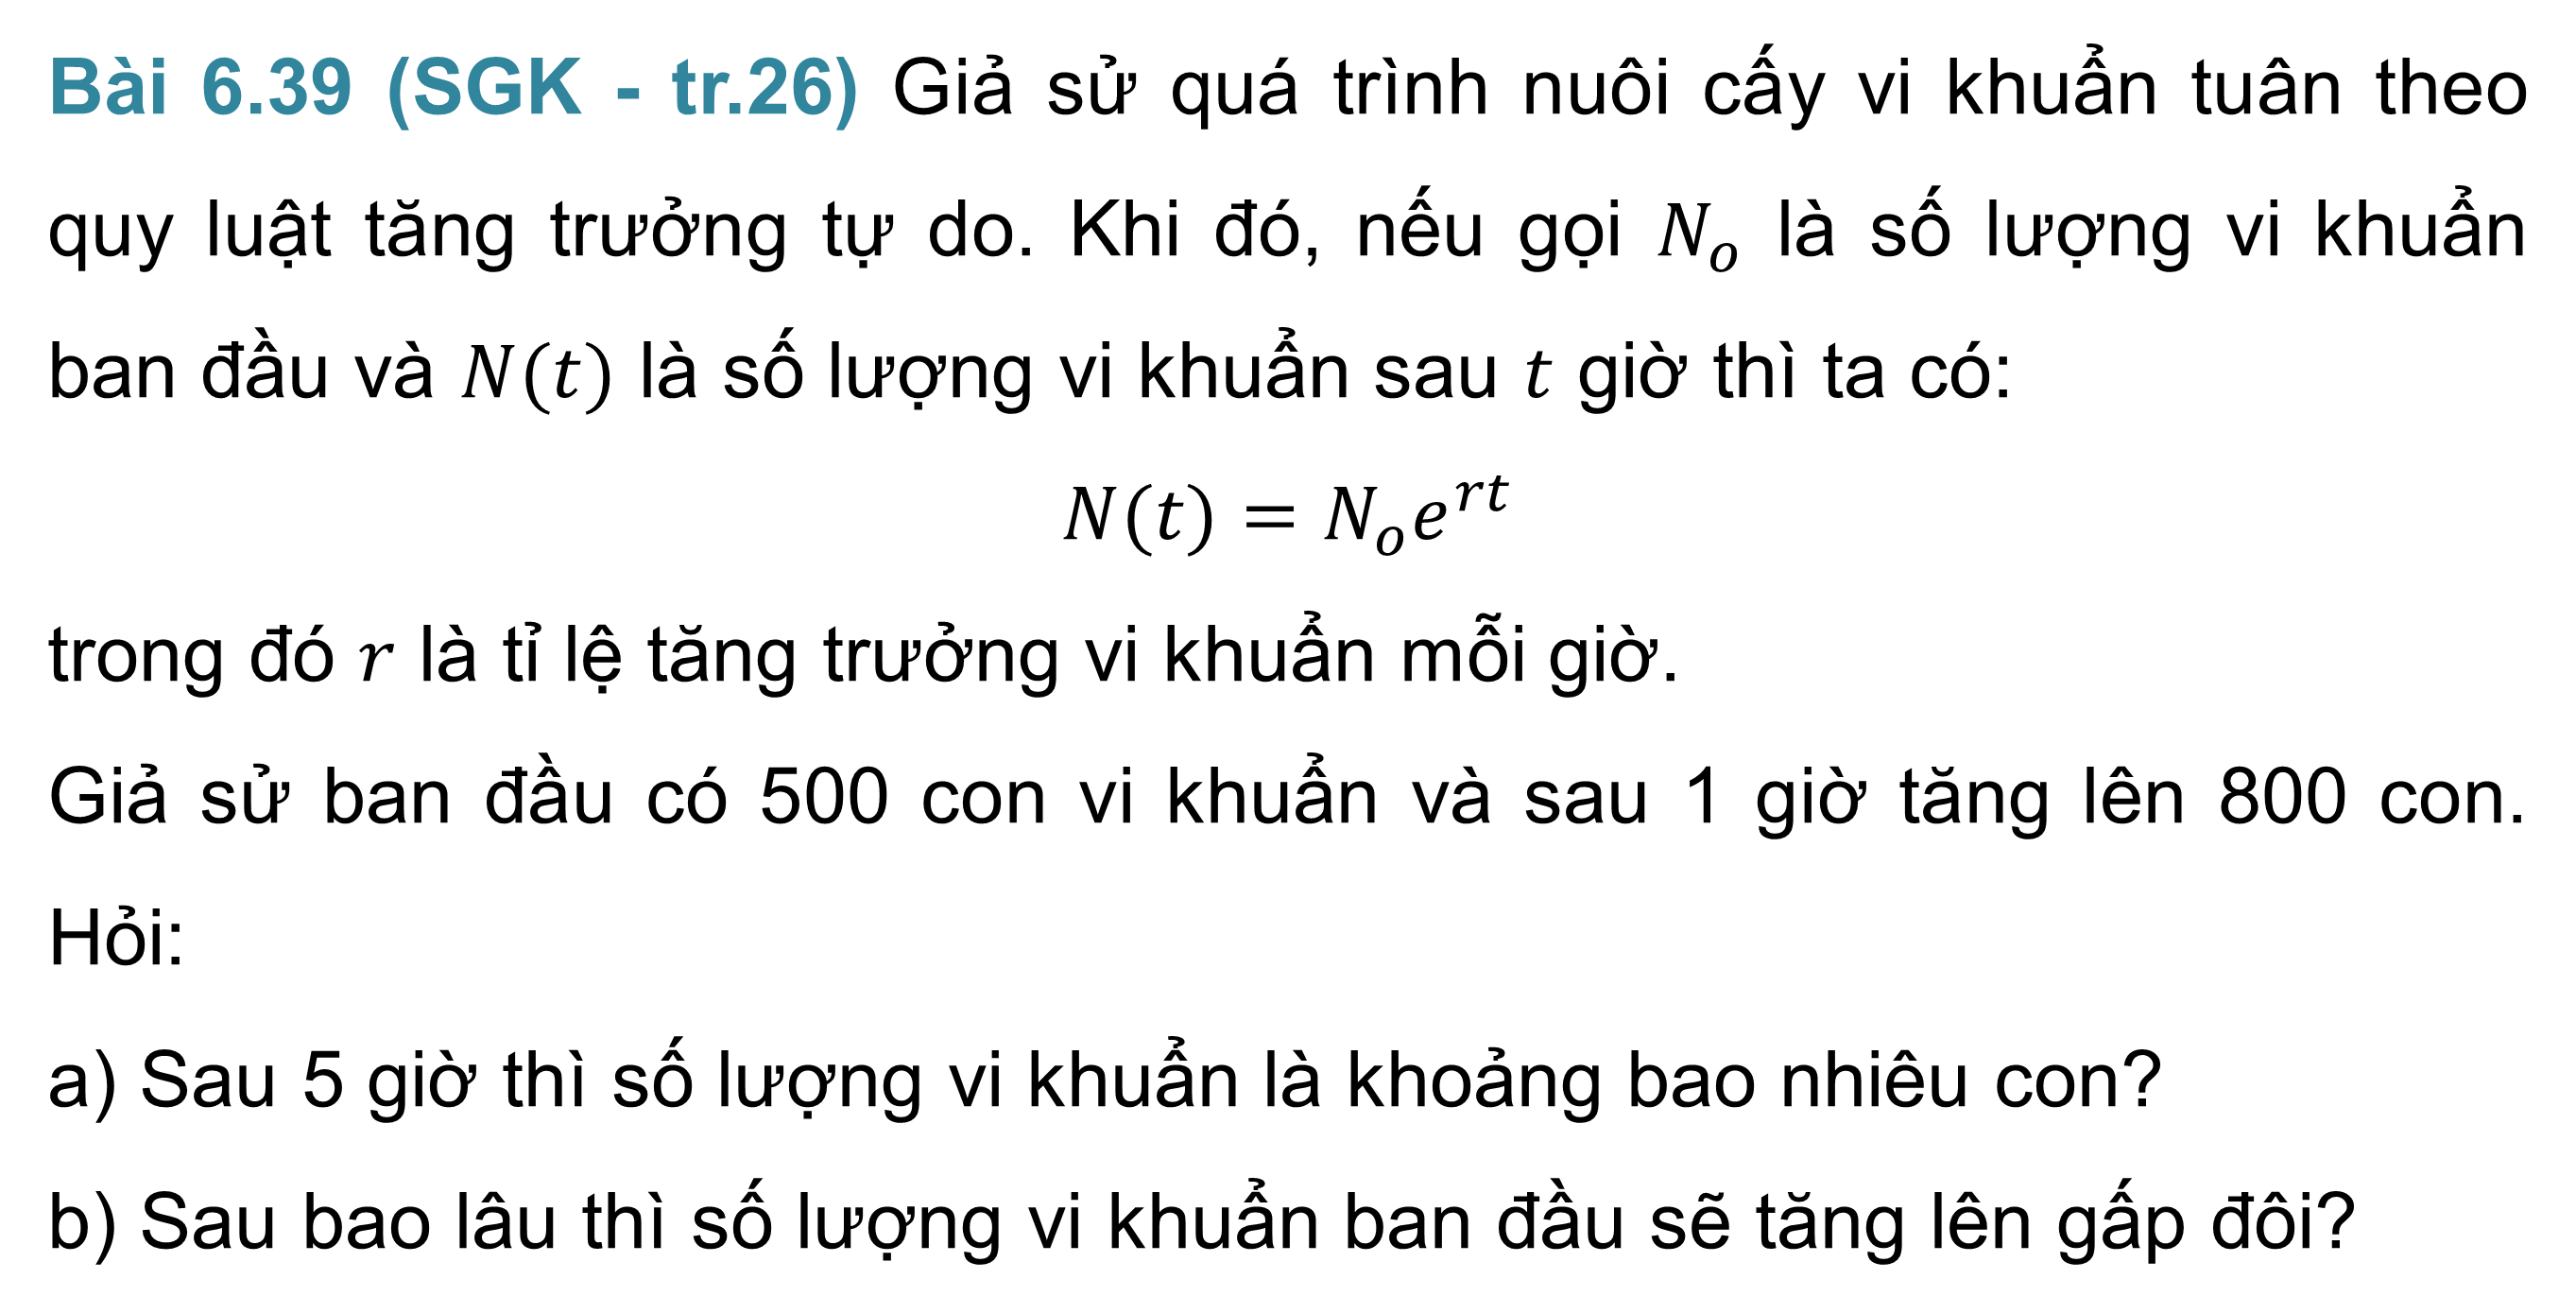 Bài 6.39 (SGK - tr.26) Giả sử quá trình nuôi cấy vi khuẩn tuân theo
quy luật tăng trưởng tự do. Khi đó, nếu gọi Nₒ là số lượng vi khuẩn
ban đầu và N(t) là số lượng vi khuẩn sau t giờ thì ta có:
N(t) = Nₒeʳᵗ
trong đó r là tỉ lệ tăng trưởng vi khuẩn mỗi giờ.
Giả sử ban đầu có 500 con vi khuẩn và sau 1 giờ tăng lên 800 con.
Hỏi:
a) Sau 5 giờ thì số lượng vi khuẩn là khoảng bao nhiêu con?
b) Sau bao lâu thì số lượng vi khuẩn ban đầu sẽ tăng lên gấp đôi?